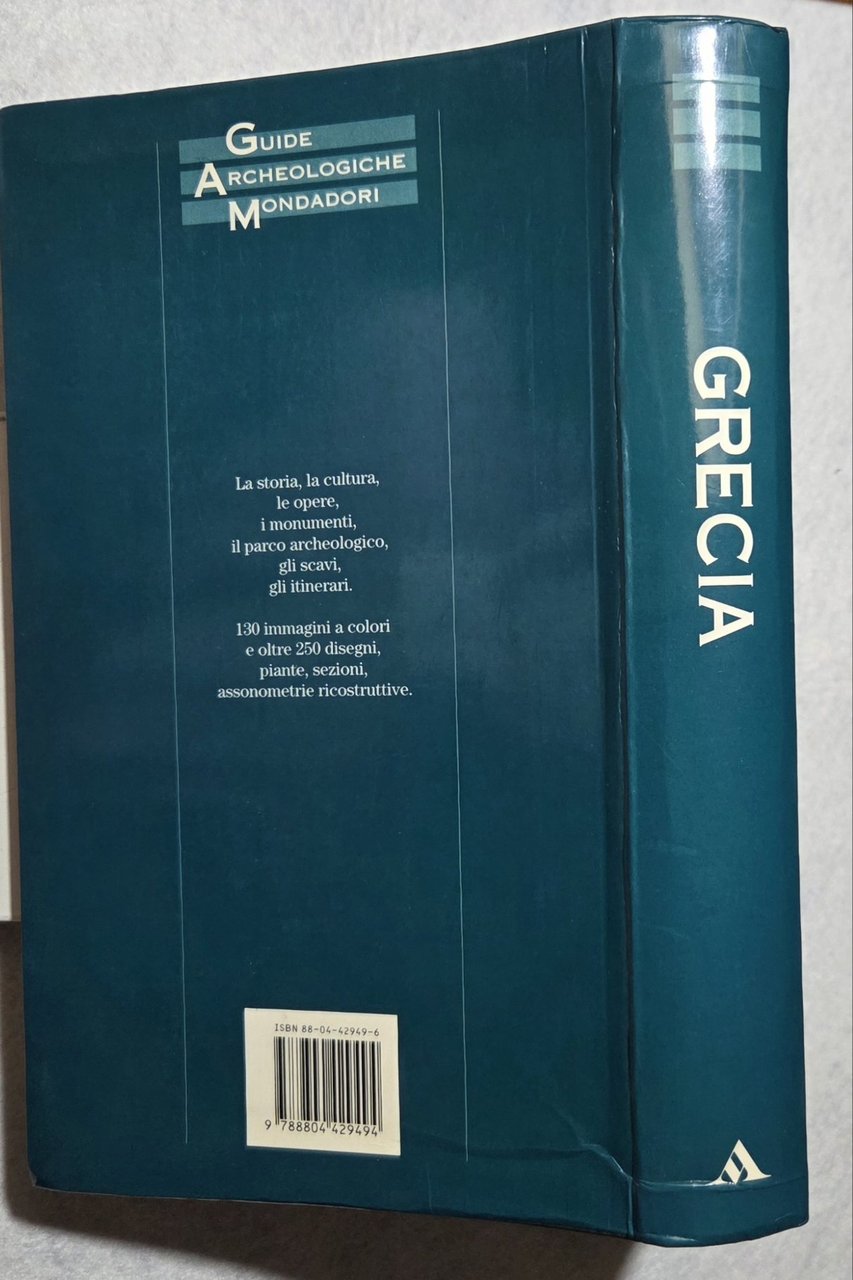 GUIDE
ARCHEOLOGICHE
MONDADORI
La storia, la cultura,
le opere,
i monumenti,
il parco archeologico,
gli scavi,
gli itinerari.
130 immagini a colori
e oltre 250 disegni,
piante, sezioni,
assonometrie ricostruttive.
ISBN 88-04-42949-6
9 788804 429494
GRECIA